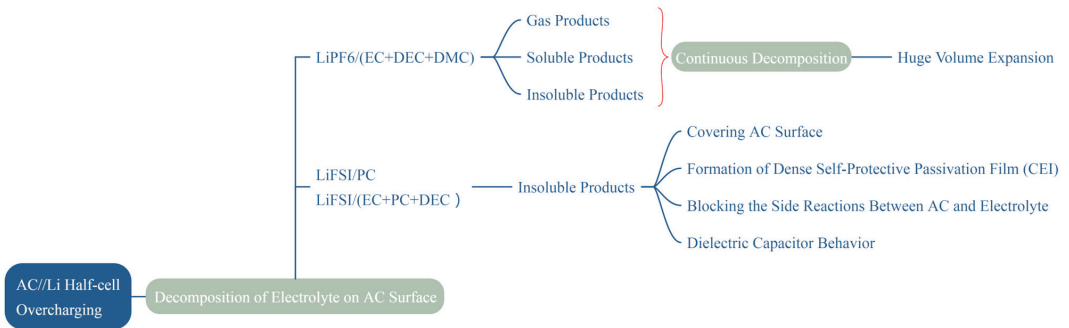 Gas Products
LiPF6/(EC+DEC+DMC)
Soluble Products
Continuous Decomposition
Huge Volume Expansion
Insoluble Products
Covering AC Surface
Formation of Dense Self-Protective Passivation Film (CEI)
LiFSI/PC
LiFSI/(EC+PC+DEC )
Insoluble Products
Blocking the Side Reactions Between AC and Electrolyte
Dielectric Capacitor Behavior
AC//Li Half-cell
Overcharging
Decomposition of Electrolyte on AC Surface